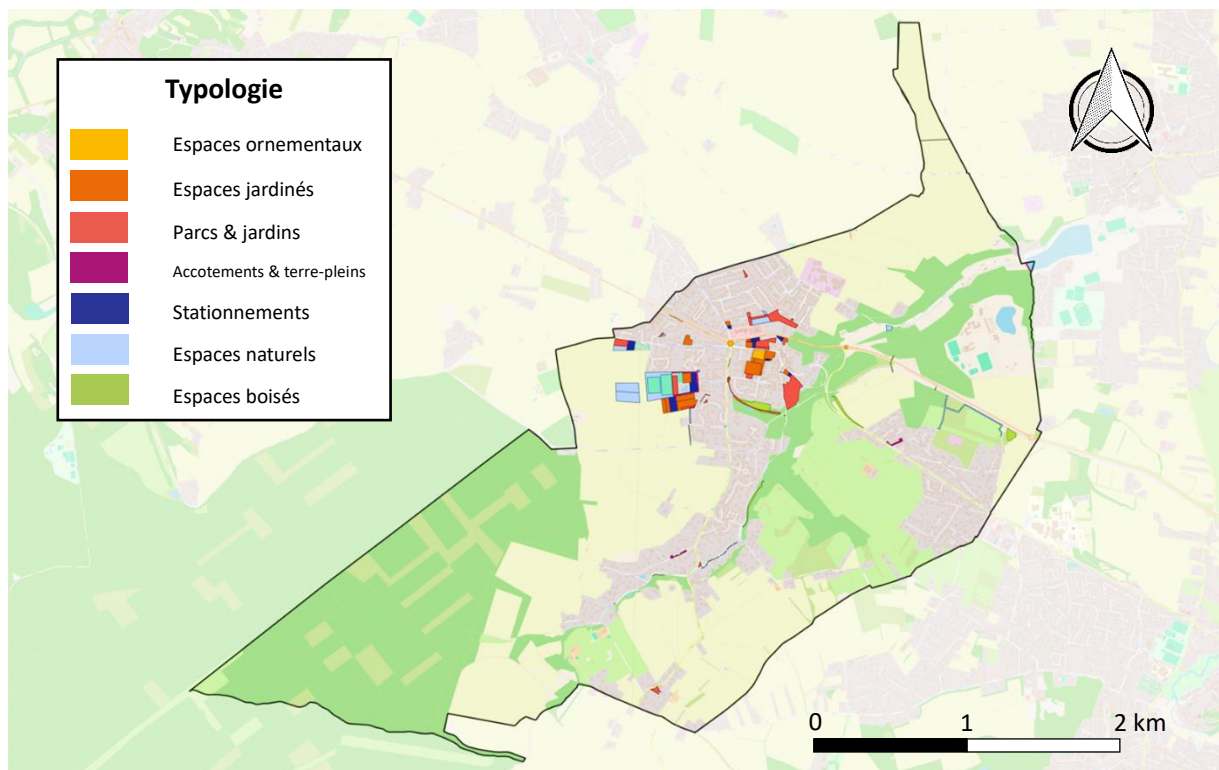 Typologie
Espaces ornementaux
Espaces jardinés
Parcs & jardins
Accotements & terre-pleins
Stationnements
Espaces naturels
Espaces boisés
0 1 2 km